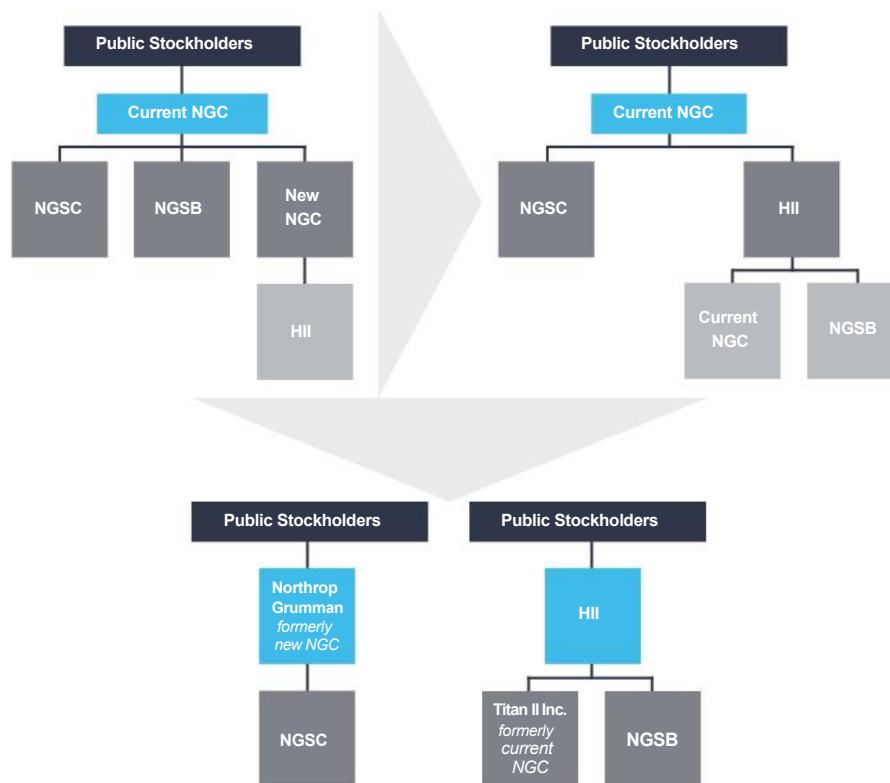 Public Stockholders
Current NGC
NGSC
NGSB
New
NGC
HII
Public Stockholders
Current NGC
NGSC
HII
Current
NGC
NGSB
Public Stockholders
Northrop
Grumman
formerly
new NGC
NGSC
Public Stockholders
HII
Titan II Inc.
formerly
current
NGC
NGSB